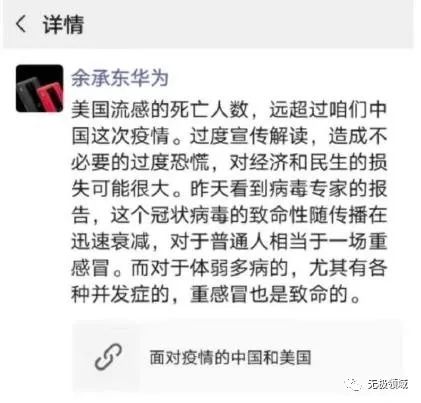 详情
余承东华为
美国流感的死亡人数，远超过咱们中
国这次疫情。过度宣传解读，造成不
必要的过度恐慌，对经济和民生的损
失可能很大。昨天看到病毒专家的报
告，这个冠状病毒的致命性随传播在
迅速衰减，对于普通人相当于一场重
感冒。而对于体弱多病的，尤其有各
种并发症的，重感冒也是致命的。
面对疫情的中国和美国
无极领域